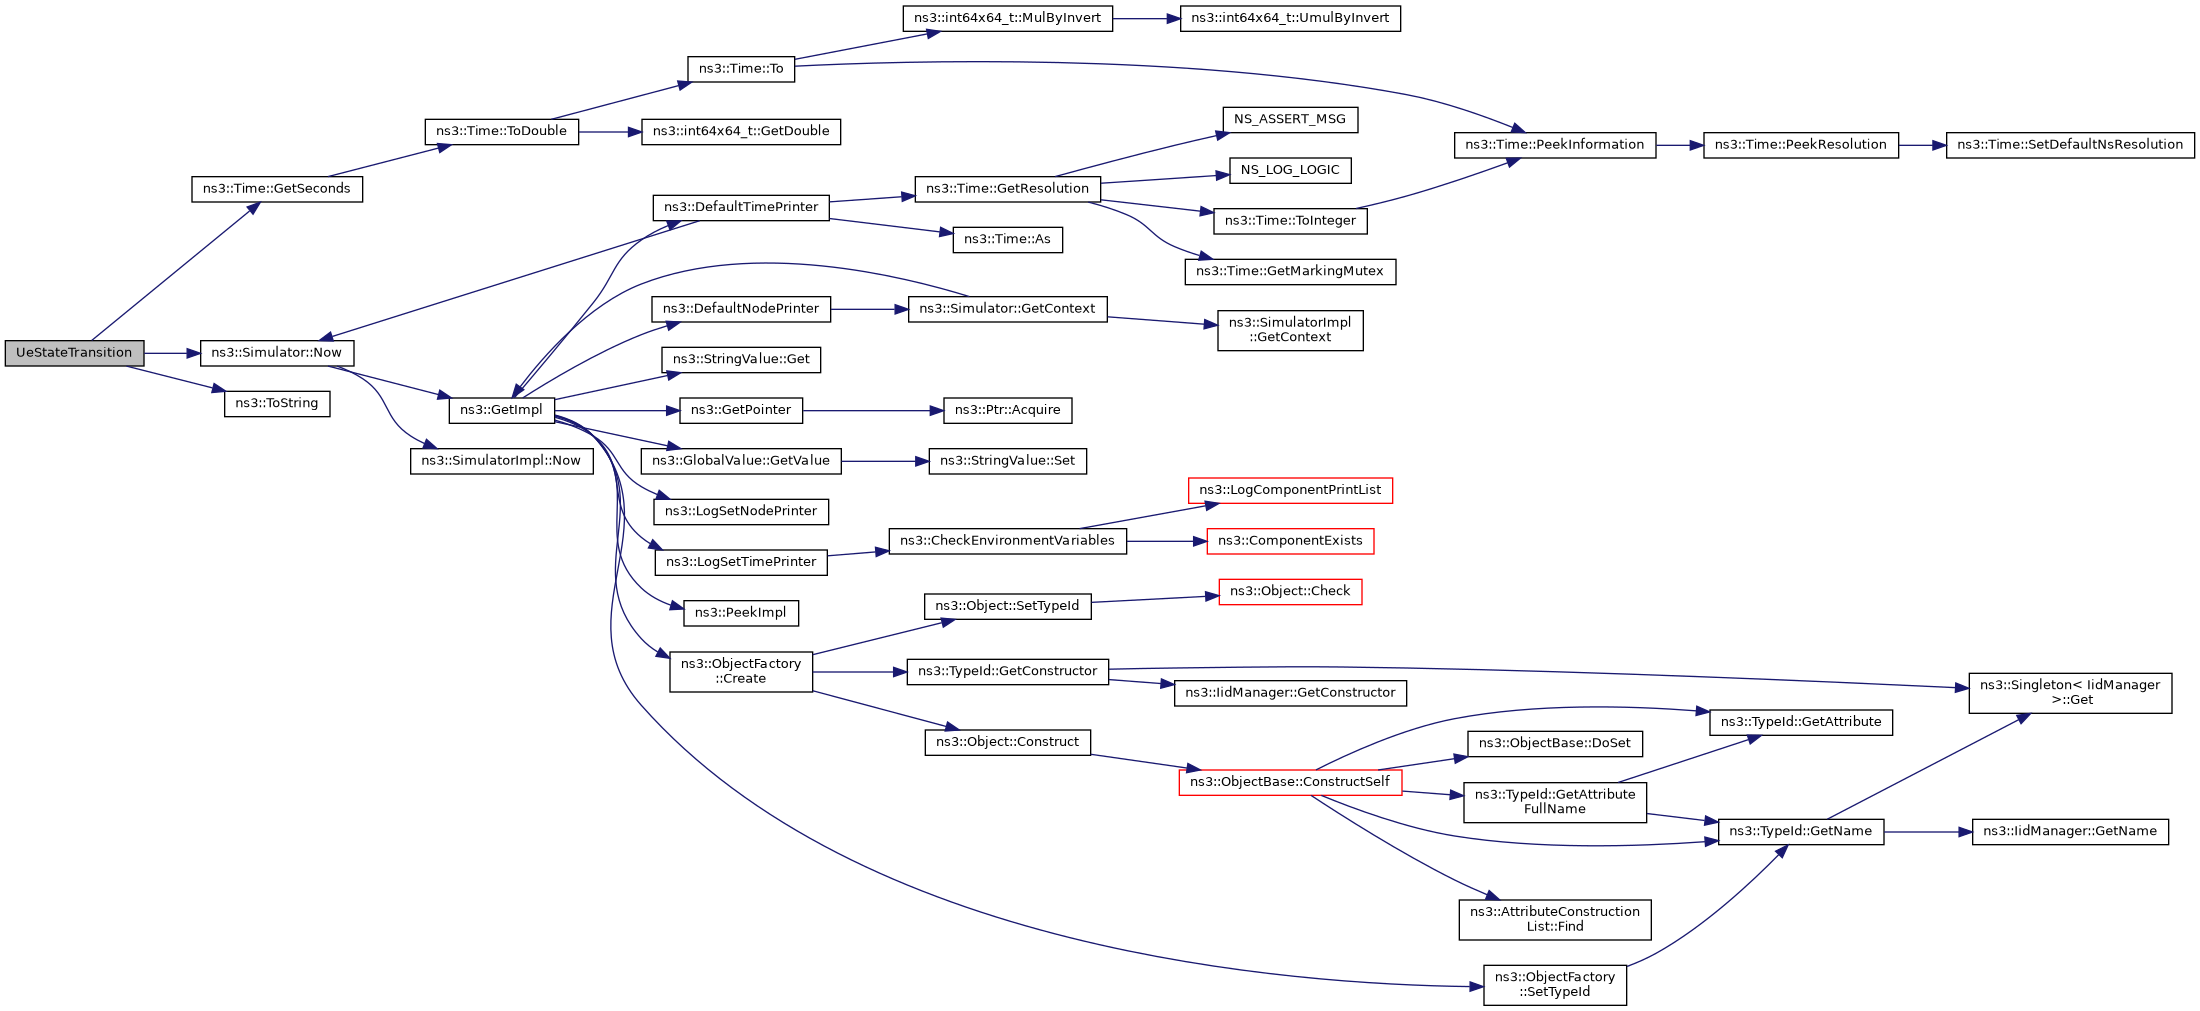 ns3::int64x64_t::MulByInvert
ns3::int64x64_t::UmulByInvert
ns3::Time::To
ns3::Time::ToDouble
ns3::int64x64_t::GetDouble
NS_ASSERT_MSG
ns3::Time::PeekInformation
ns3::Time::PeekResolution
ns3::Time::SetDefaultNsResolution
NS_LOG_LOGIC
ns3::Time::GetSeconds
ns3::Time::GetResolution
ns3::DefaultTimePrinter
ns3::Time::ToInteger
ns3::Time::As
ns3::Time::GetMarkingMutex
ns3::DefaultNodePrinter
ns3::Simulator::GetContext
ns3::SimulatorImpl
::GetContext
UeStateTransition
ns3::Simulator::Now
ns3::StringValue::Get
ns3::ToString
ns3::GetImpl
ns3::GetPointer
ns3::Ptr::Acquire
ns3::SimulatorImpl::Now
ns3::GlobalValue::GetValue
ns3::StringValue::Set
ns3::LogComponentPrintList
ns3::LogSetNodePrinter
ns3::CheckEnvironmentVariables
ns3::ComponentExists
ns3::LogSetTimePrinter
ns3::Object::Check
ns3::Object::SetTypeId
ns3::PeekImpl
ns3::ObjectFactory
::Create
ns3::TypeId::GetConstructor
ns3::IidManager::GetConstructor
ns3::Singleton< IidManager
>::Get
ns3::TypeId::GetAttribute
ns3::Object::Construct
ns3::ObjectBase::DoSet
ns3::ObjectBase::ConstructSelf
ns3::TypeId::GetAttribute
FullName
ns3::TypeId::GetName
ns3::IidManager::GetName
ns3::AttributeConstruction
List::Find
ns3::ObjectFactory
::SetTypeId